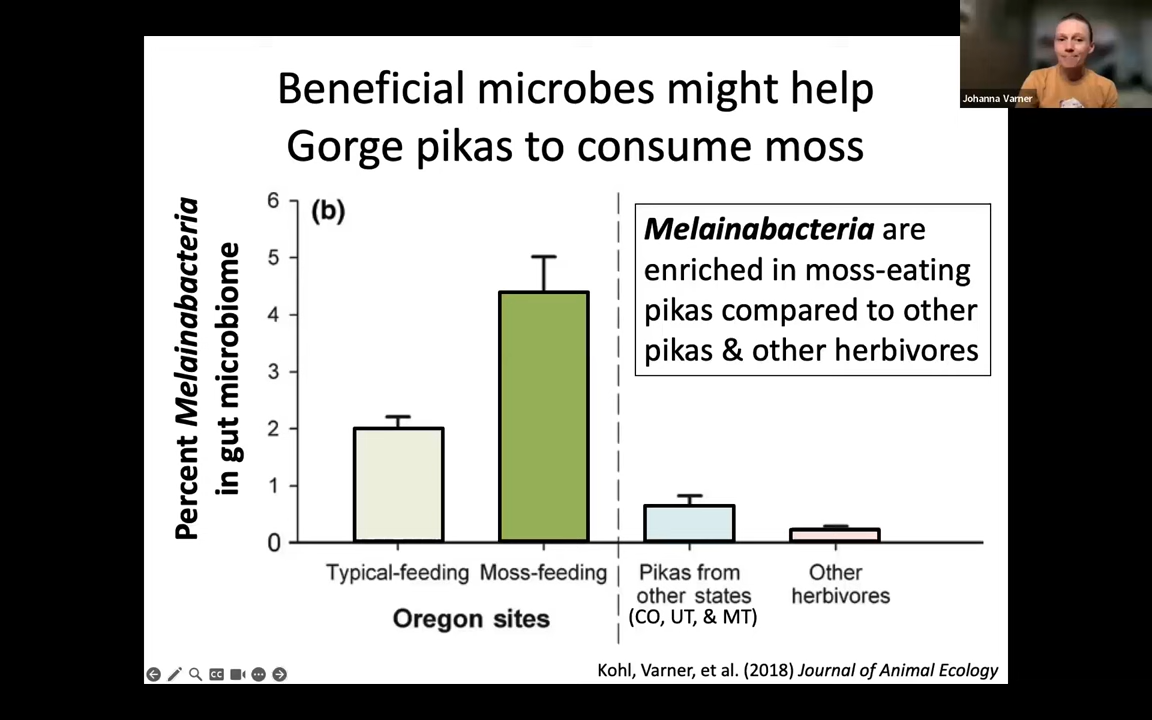 Beneficial microbes might help
Gorge pikas to consume moss
Johanna Varner
Percent Melainabacteria
in gut microbiome
(b)
6
5
4
3
2
1
0
Melainabacteria are
enriched in moss-eating
pikas compared to other
pikas & other herbivores
Typical-feeding
Moss-feeding
Pikas from
other states
(CO, UT, & MT)
Other
herbivores
Oregon sites
CC
Kohl, Varner, et al. (2018) Journal of Animal Ecology